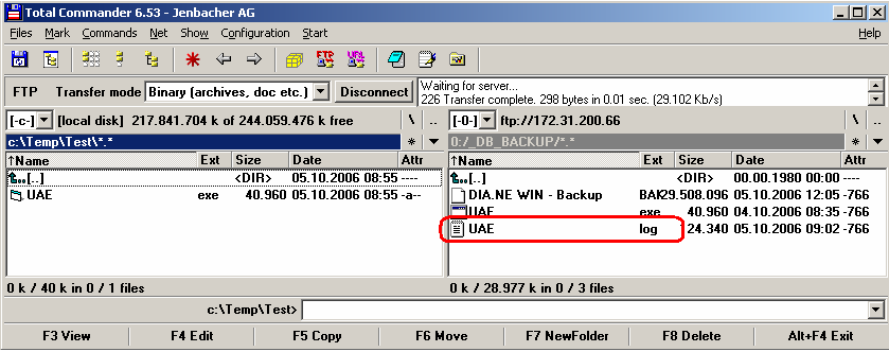 Total Commander 6.53 - Jenbacher AG
Files Mark Commands Net Show Configuration Start Help
FTP Transfer mode Binary (archives, doc etc.) Disconnect Waiting for server...
226 Transfer complete. 298 bytes in 0.01 sec. (29.102 Kb/s)
[-c-] [local disk] 217.841.704 k of 244.059.476 k free \ ..
[-0-] ftp://172.31.200.66 \ ..
c:\Temp\Test\*.* *
0:/_DB_BACKUP/*.* *
↑Name Ext Size Date Attr
[..] <DIR> 05.10.2006 08:55 ----
UAE exe 40.960 05.10.2006 08:55 -a--
↑Name Ext Size Date Attr
[..] <DIR> 00.00.1980 00:00 ----
DIA.NE WIN - Backup BAK 29.508.096 05.10.2006 12:05 -766
UAE exe 40.960 04.10.2006 08:35 -766
UAE log 24.340 05.10.2006 09:02 -766
0 k / 40 k in 0 / 1 files
0 k / 28.977 k in 0 / 3 files
c:\Temp\Test>
F3 View F4 Edit F5 Copy F6 Move F7 NewFolder F8 Delete Alt+F4 Exit